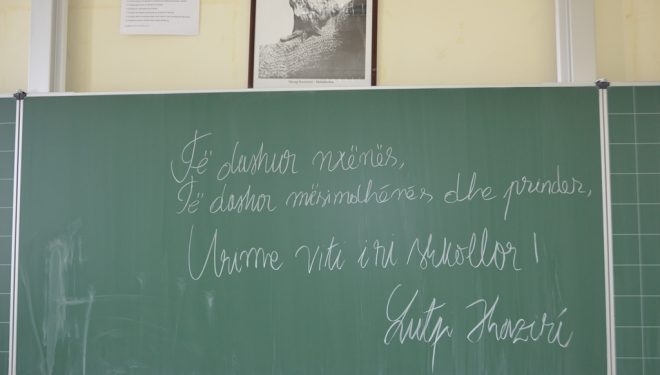 Të dashur nxënës,
Të dashur mësimdhënës dhe prindër,
Urime viti i ri shkollor!
Lutfi Haziri